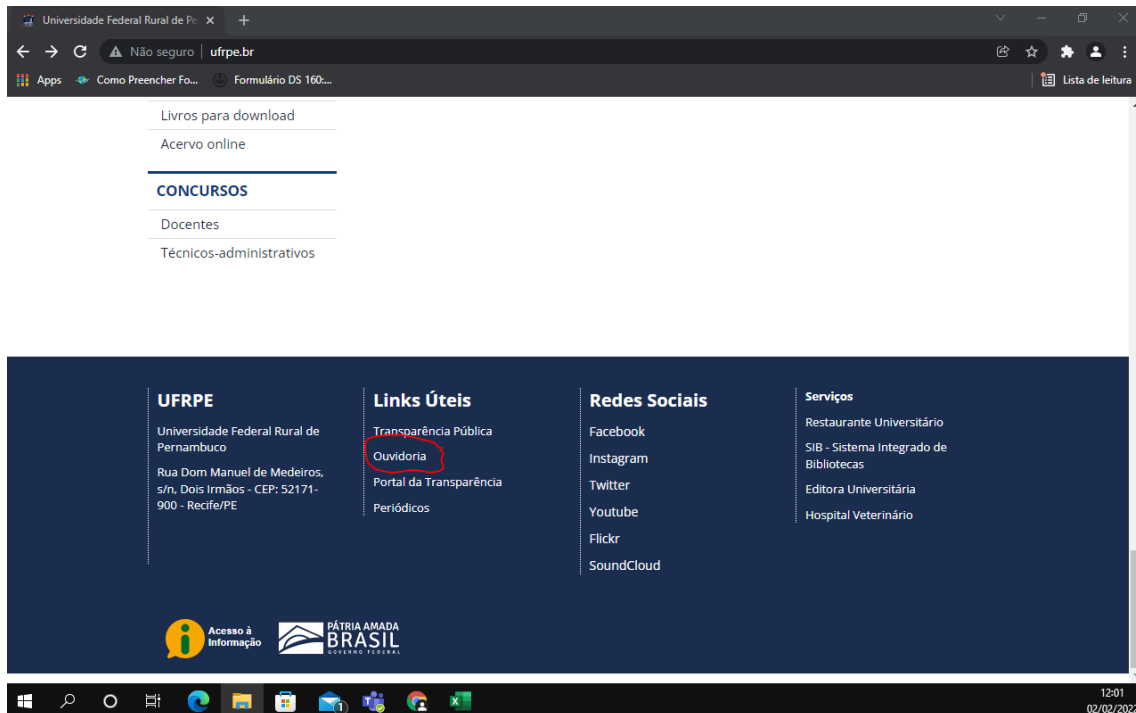 Universidade Federal Rural de Pe
Não seguro | ufrpe.br
Apps
Como Preencher Fo...
Formulário DS 160:...
Lista de leitura
Livros para download
Acervo online
CONCURSOS
Docentes
Técnicos-administrativos
UFRPE
Universidade Federal Rural de
Pernambuco
Rua Dom Manuel de Medeiros,
s/n, Dois Irmãos - CEP: 52171-
900 - Recife/PE
Links Úteis
Transparência Pública
Ouvidoria
Portal da Transparência
Periódicos
Redes Sociais
Facebook
Instagram
Twitter
Youtube
Flickr
SoundCloud
Serviços
Restaurante Universitário
SIB - Sistema Integrado de
Bibliotecas
Editora Universitária
Hospital Veterinário
Acesso à
Informação
PÁTRIA AMADA
BRASIL
GOVERNO FEDERAL
1
12:01
02/02/2022